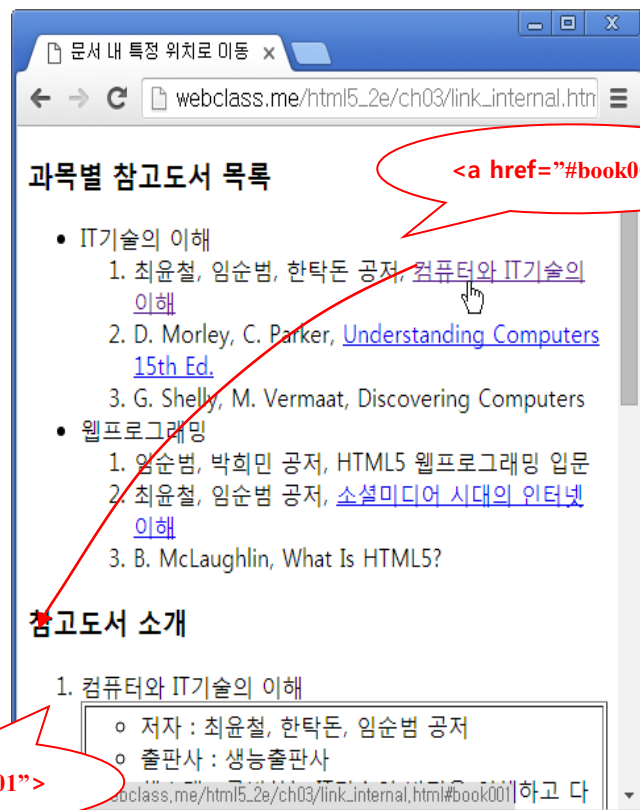 문서 내 특정 위치로 이동
webclass.me/html5_2e/ch03/link_internal.htm
과목별 참고도서 목록
<a href=”#book0
• IT기술의 이해
1. 최윤철, 임순범, 한탁돈 공저, 컴퓨터와 IT기술의
이해
2. D. Morley, C. Parker, Understanding Computers
15th Ed.
3. G. Shelly, M. Vermaat, Discovering Computers
• 웹프로그래밍
1. 임순범, 박희민 공저, HTML5 웹프로그래밍 입문
2. 최윤철, 임순범 공저, 소셜미디어 시대의 인터넷
이해
3. B. McLaughlin, What Is HTML5?
참고도서 소개
1. 컴퓨터와 IT기술의 이해
○ 저자 : 최윤철, 한탁돈, 임순범 공저
○ 출판사 : 생능출판사
01”>
ebclass.me/html5_2e/ch03/link_internal.html#book001
하고 다